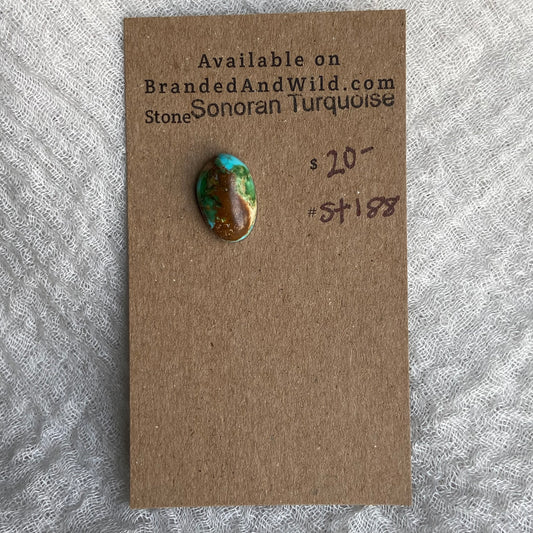 Available on
BrandedAndWild.com
Stone Sonoran Turquoise
$ 20-
# St188